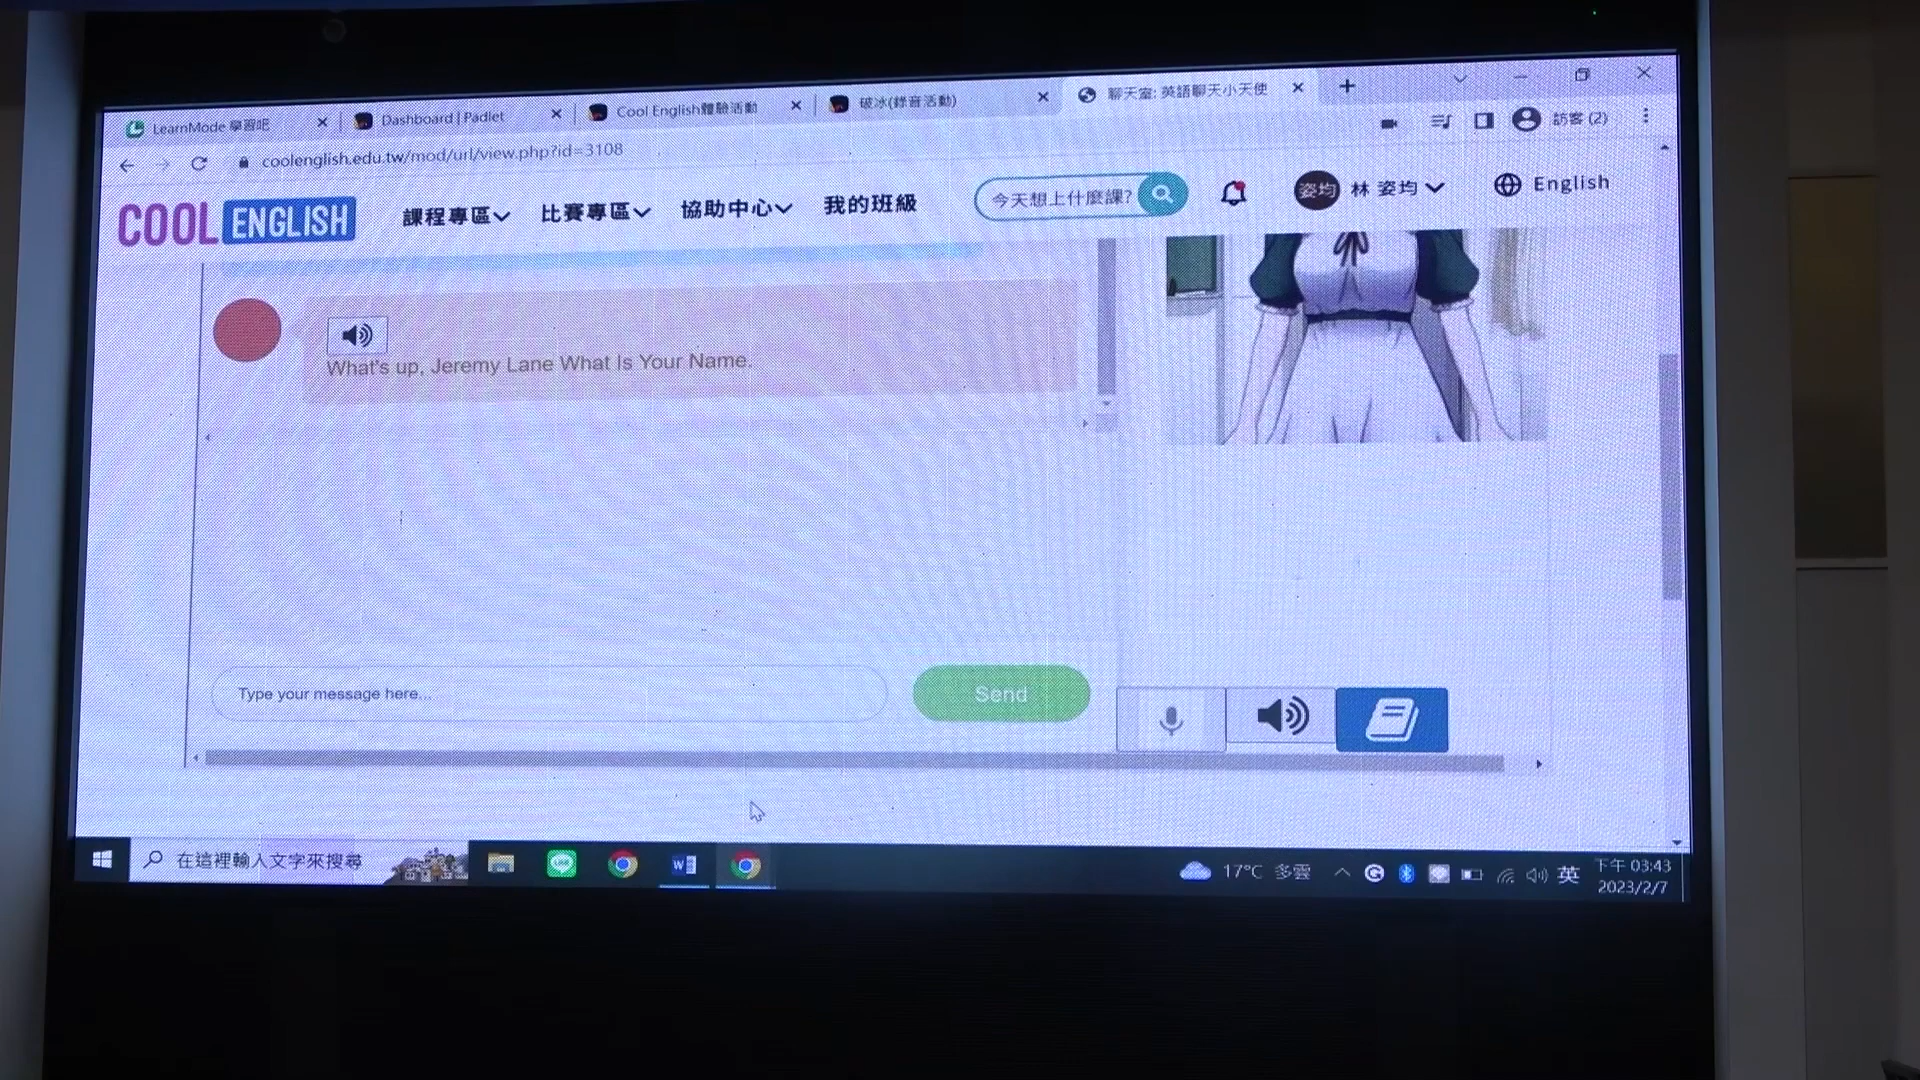 LearnMode 學習吧
Dashboard | Padlet
Cool English體驗活動
破冰(錄音活動)
聊天室: 英語聊天小天使
coolenglish.edu.tw/mod/url/view.php?id=3108
訪客 (2)
COOL ENGLISH
課程專區
比賽專區
協助中心
我的班級
今天想上什麼課?
姿均
林 姿均
English
What's up, Jeremy Lane What Is Your Name.
Type your message here...
Send
在這裡輸入文字來搜尋
17°C 多雲
英
下午 03:43
2023/2/7